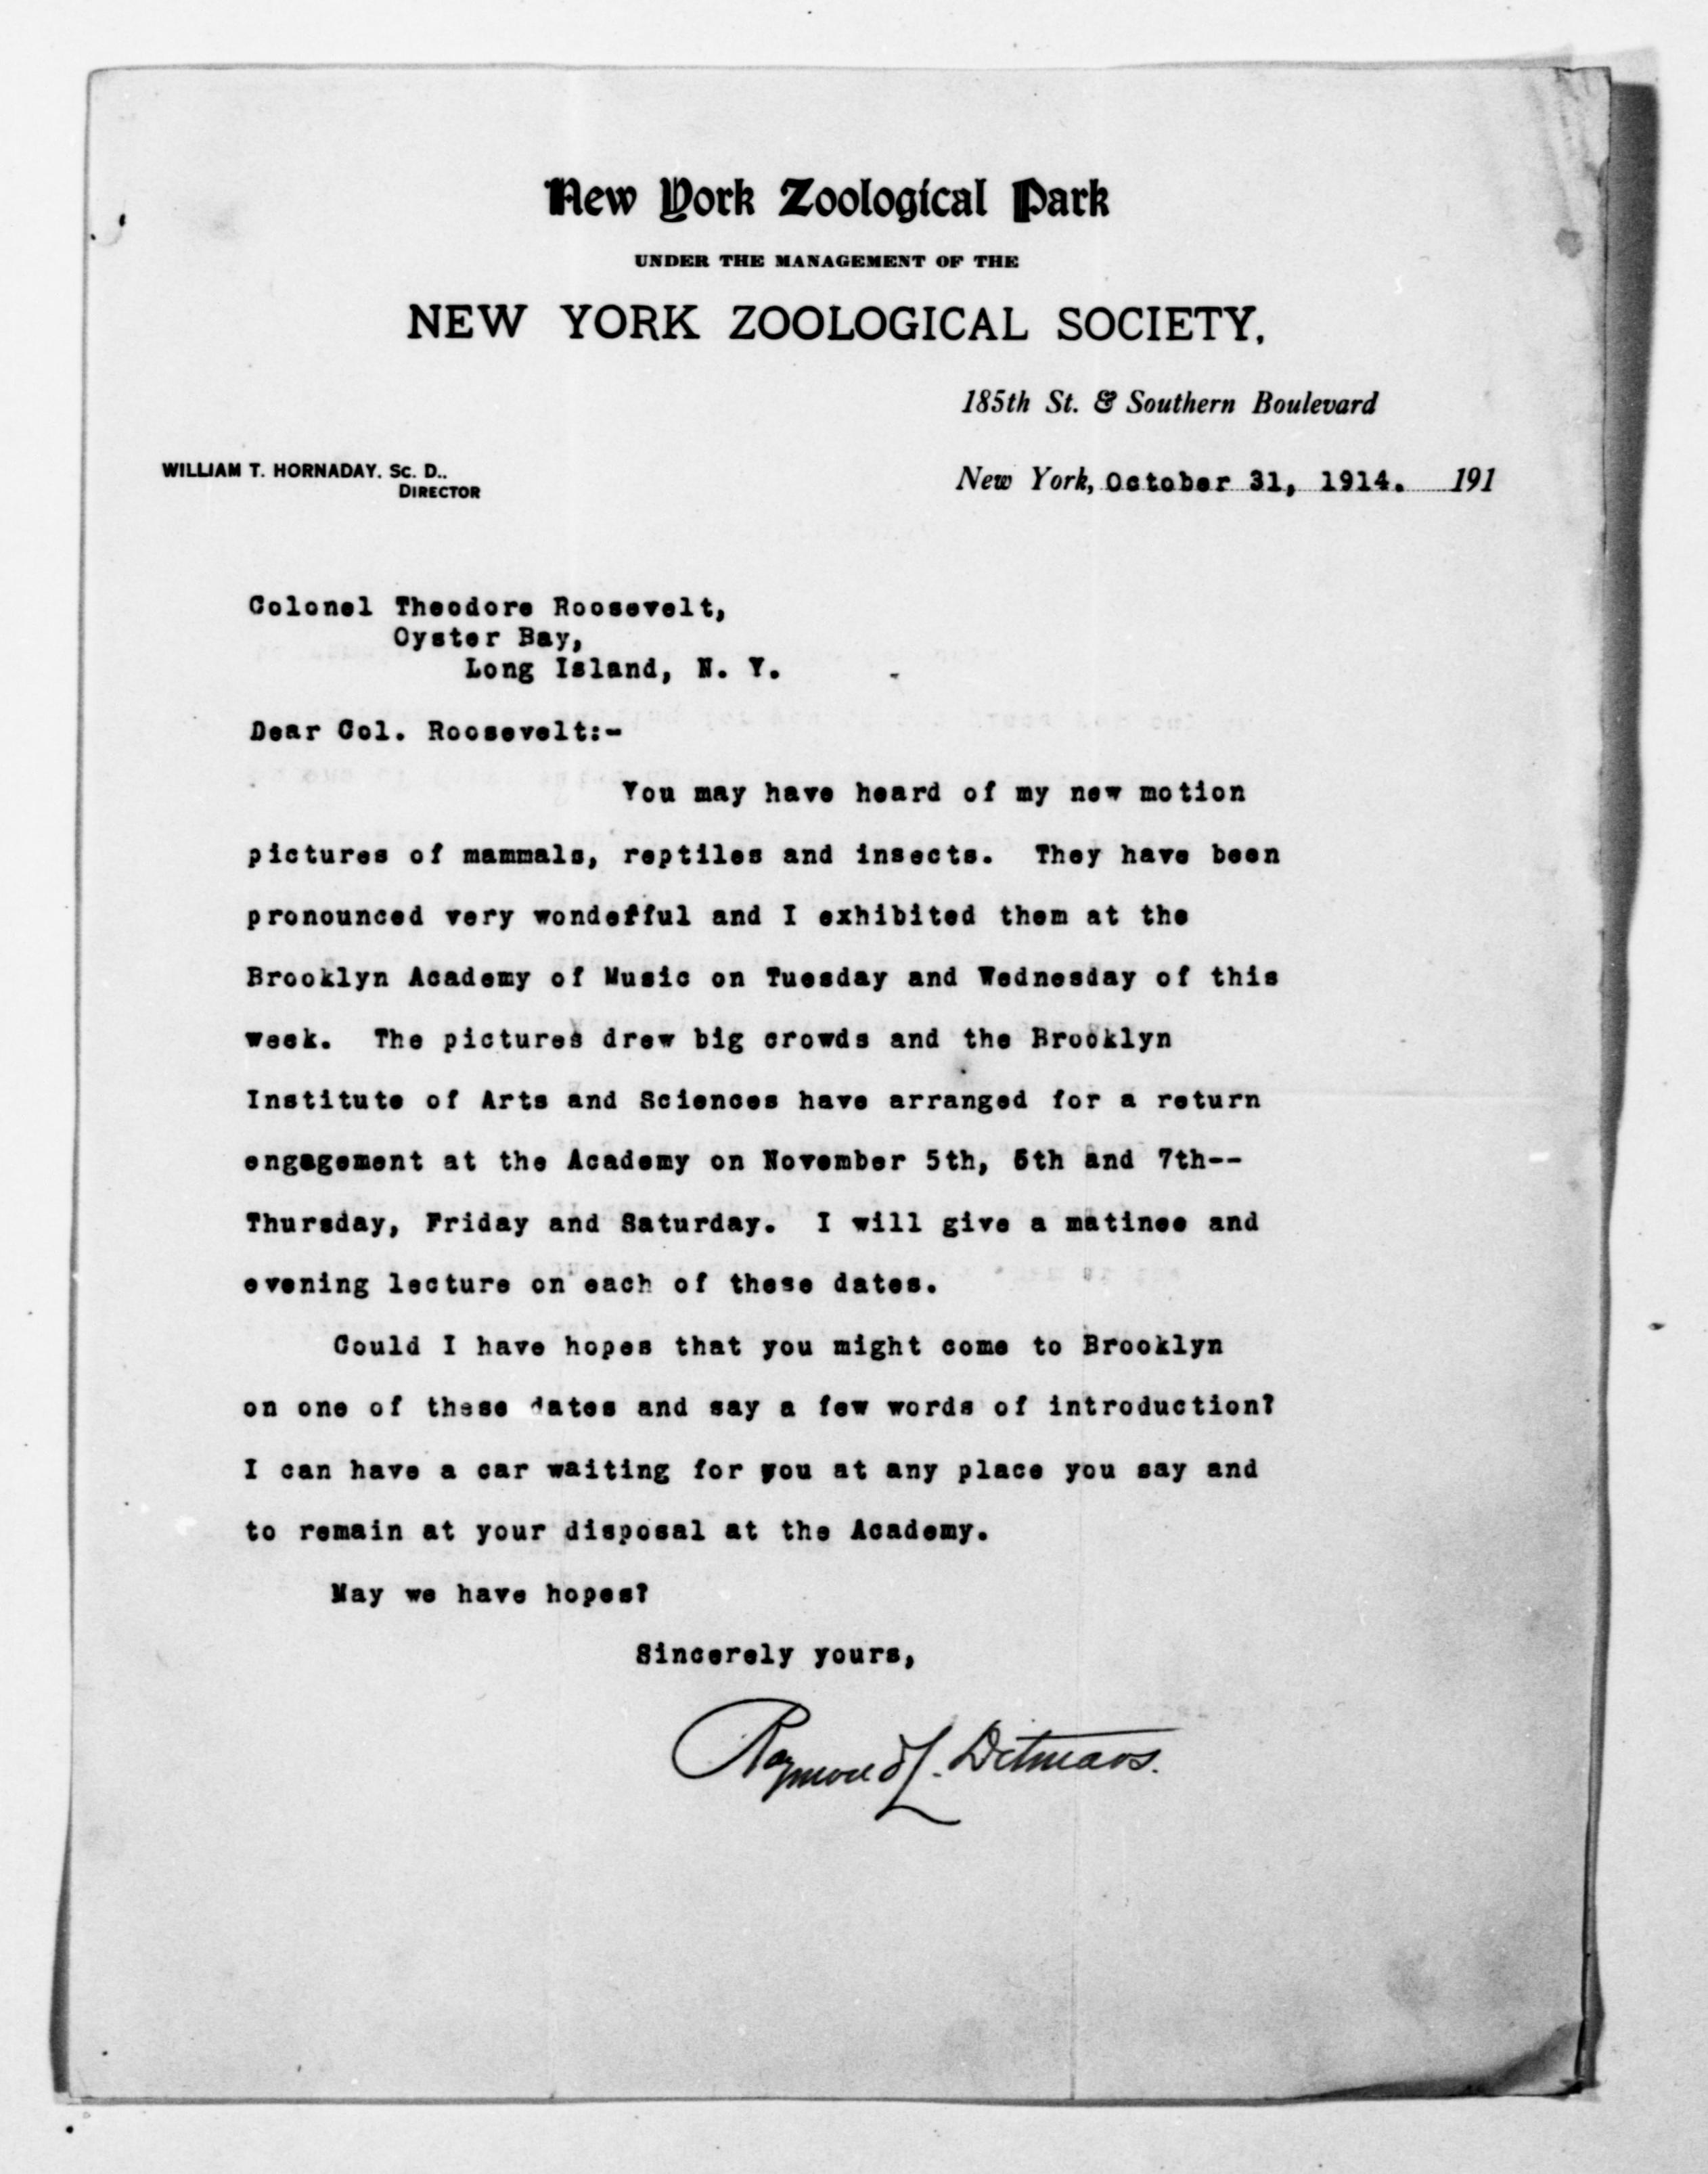 New York Zoological Park
UNDER THE MANAGEMENT OF THE
NEW YORK ZOOLOGICAL SOCIETY.
185th St. & Southern Boulevard
WILLIAM T. HORNADAY. Sc. D..
DIRECTOR
New York, October 31, 1914. 191
Colonel Theodore Roosevelt,
Oyster Bay,
Long Island, N. Y.
Dear Col. Roosevelt:-
You may have heard of my new motion
pictures of mammals, reptiles and insects. They have been
pronounced very wonderful and I exhibited them at the
Brooklyn Academy of Music on Tuesday and Wednesday of this
week. The pictures drew big crowds and the Brooklyn
Institute of Arts and Sciences have arranged for a return
engagement at the Academy on November 5th, 6th and 7th--
Thursday, Friday and Saturday. I will give a matinee and
evening lecture on each of these dates.
Could I have hopes that you might come to Brooklyn
on one of these dates and say a few words of introduction?
I can have a car waiting for you at any place you say and
to remain at your disposal at the Academy.
May we have hopes?
Sincerely yours,
Raymond L. Ditmars.